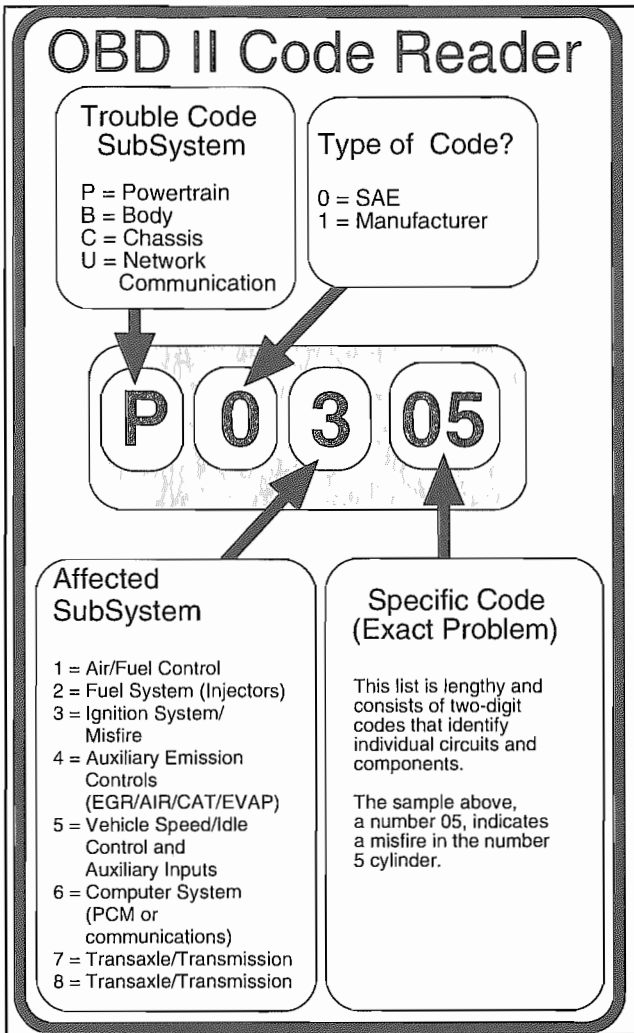 OBD II Code Reader
Trouble Code
SubSystem
P = Powertrain
B = Body
C = Chassis
U = Network
Communication
Type of Code?
0 = SAE
1 = Manufacturer
P 0 3 05
Affected
SubSystem
1 = Air/Fuel Control
2 = Fuel System (Injectors)
3 = Ignition System/
Misfire
4 = Auxiliary Emission
Controls
(EGR/AIR/CAT/EVAP)
5 = Vehicle Speed/Idle
Control and
Auxiliary Inputs
6 = Computer System
(PCM or
communications)
7 = Transaxle/Transmission
8 = Transaxle/Transmission
Specific Code
(Exact Problem)
This list is lengthy and
consists of two-digit
codes that identify
individual circuits and
components.
The sample above,
a number 05, indicates
a misfire in the number
5 cylinder.